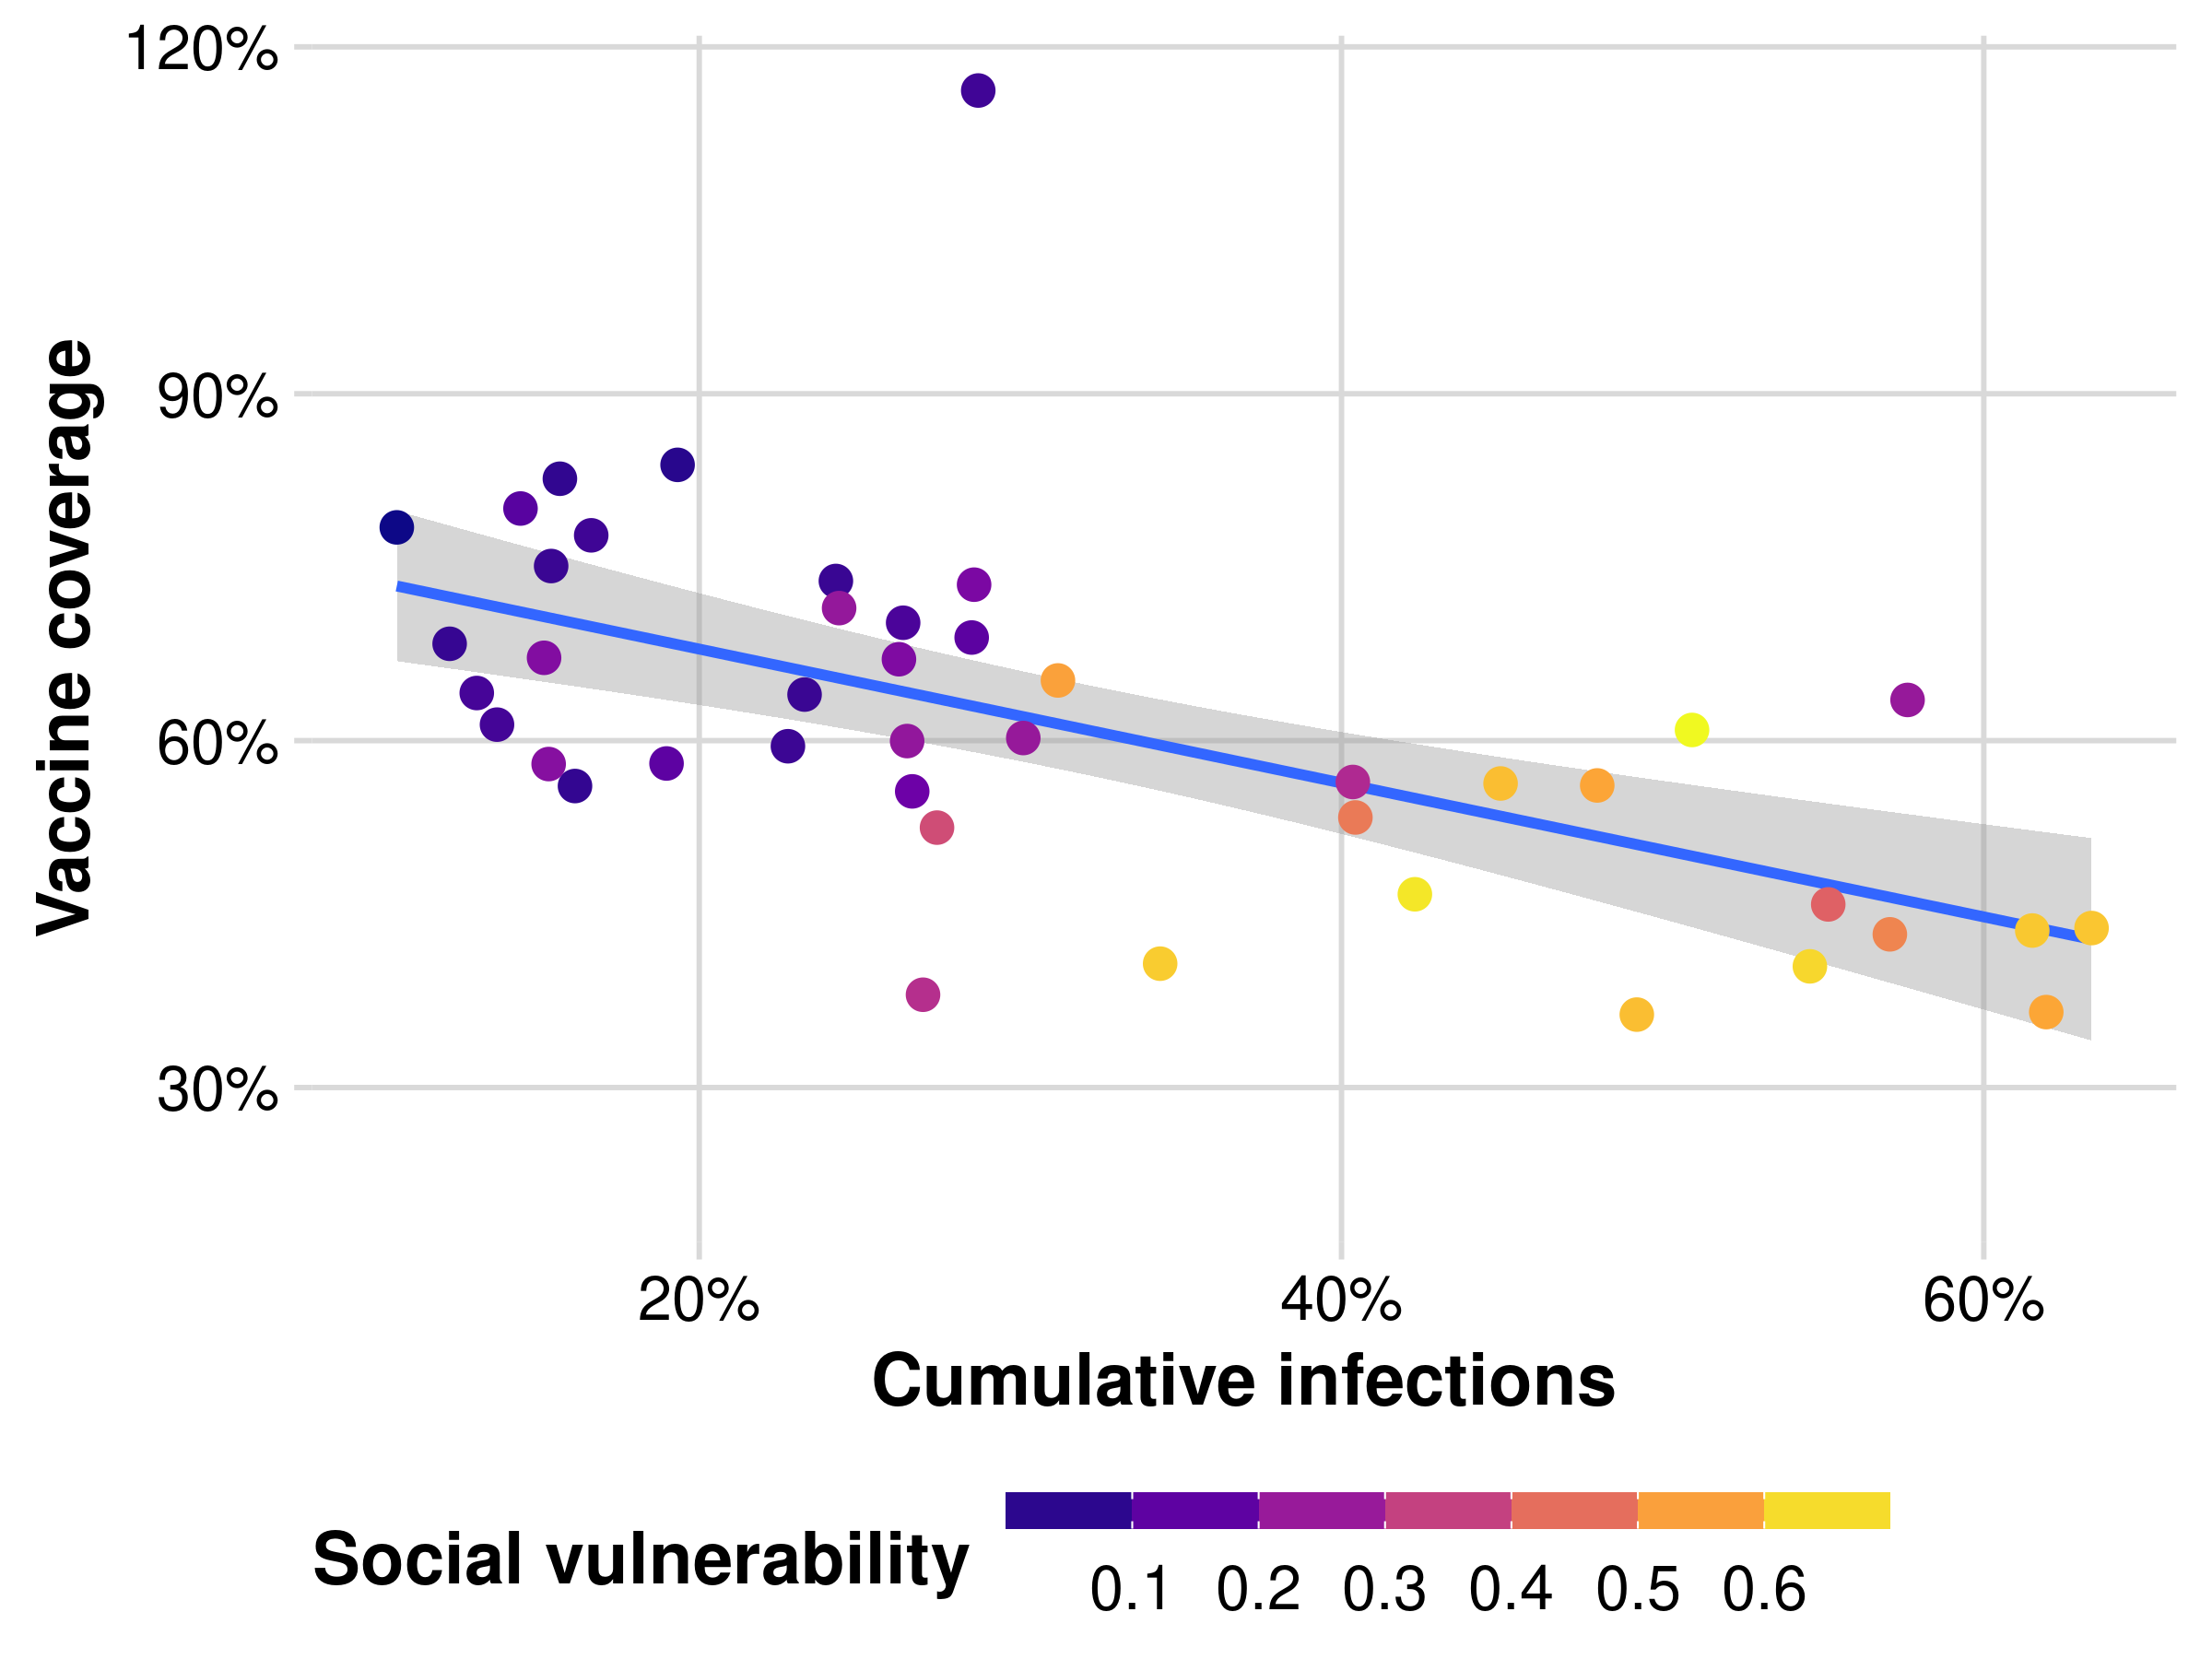 120%
90%
60%
30%
Vaccine coverage
20% 40% 60%
Cumulative infections
Social vulnerability
0.1 0.2 0.3 0.4 0.5 0.6